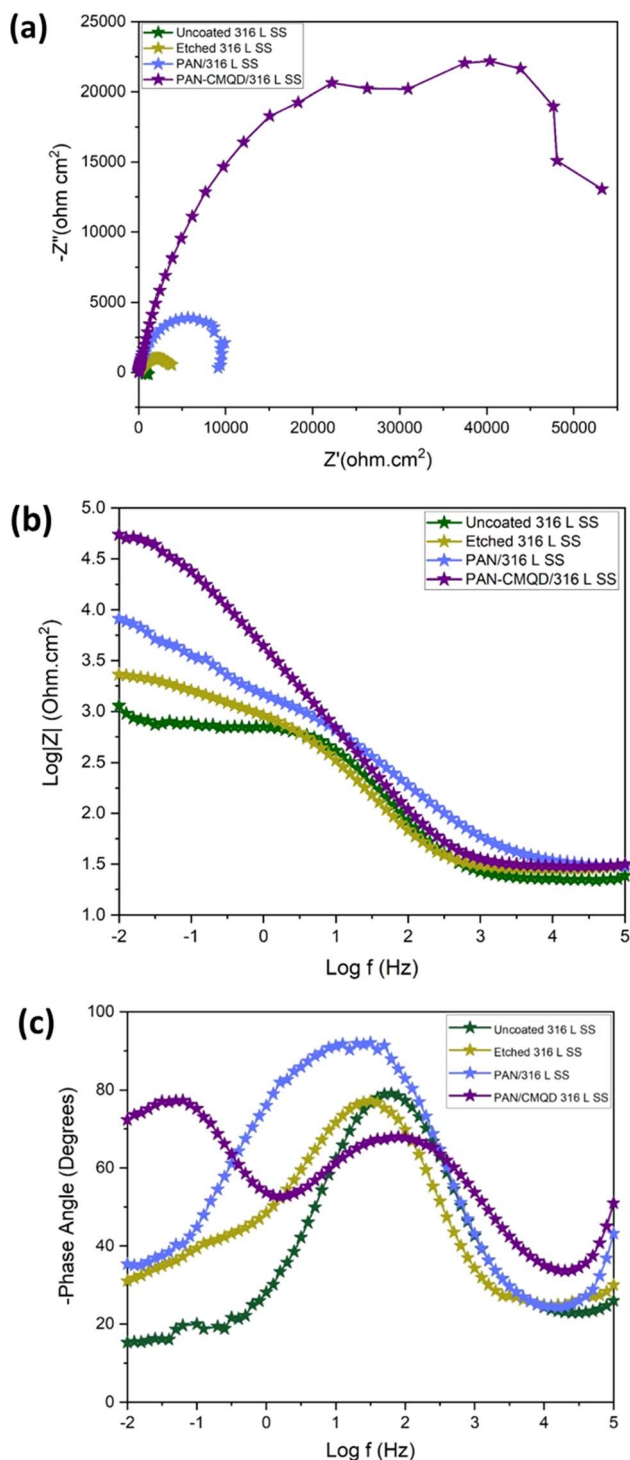 (a)
Uncoated 316 L SS
Etched 316 L SS
PAN/316 L SS
PAN-CMQD/316 L SS
25000
20000
15000
10000
5000
0
-Z"(ohm cm²)
0 10000 20000 30000 40000 50000
Z'(ohm.cm²)
(b)
Uncoated 316 L SS
Etched 316 L SS
PAN/316 L SS
PAN-CMQD/316 L SS
5.0
4.5
4.0
3.5
3.0
2.5
2.0
1.5
1.0
Log|Z| (Ohm.cm²)
-2 -1 0 1 2 3 4 5
Log f (Hz)
(c)
Uncoated 316 L SS
Etched 316 L SS
PAN/316 L SS
PAN/CMQD 316 L SS
100
80
60
40
20
0
-Phase Angle (Degrees)
-2 -1 0 1 2 3 4 5
Log f (Hz)